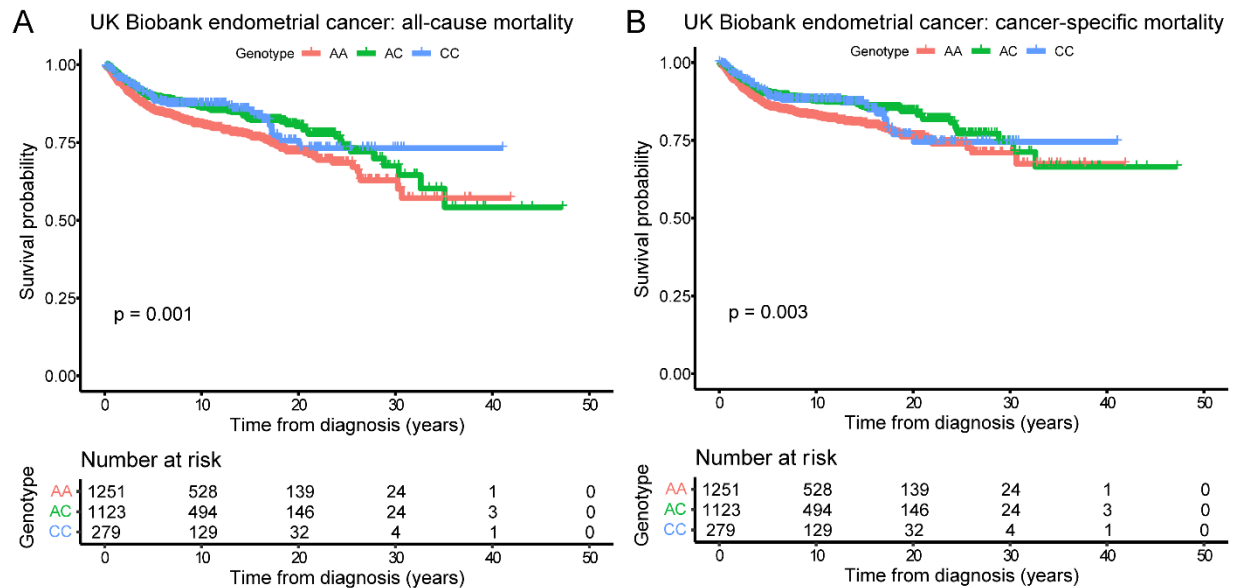 A
UK Biobank endometrial cancer: all-cause mortality
Genotype AA AC CC
Survival probability
1.00
0.75
0.50
0.25
0.00
p = 0.001
0 10 20 30 40 50
Time from diagnosis (years)
Number at risk
Genotype
AA 1251 528 139 24 1 0
AC 1123 494 146 24 3 0
CC 279 129 32 4 1 0
0 10 20 30 40 50
Time from diagnosis (years)
B
UK Biobank endometrial cancer: cancer-specific mortality
Genotype AA AC CC
Survival probability
1.00
0.75
0.50
0.25
0.00
p = 0.003
0 10 20 30 40 50
Time from diagnosis (years)
Number at risk
Genotype
AA 1251 528 139 24 1 0
AC 1123 494 146 24 3 0
CC 279 129 32 4 1 0
0 10 20 30 40 50
Time from diagnosis (years)